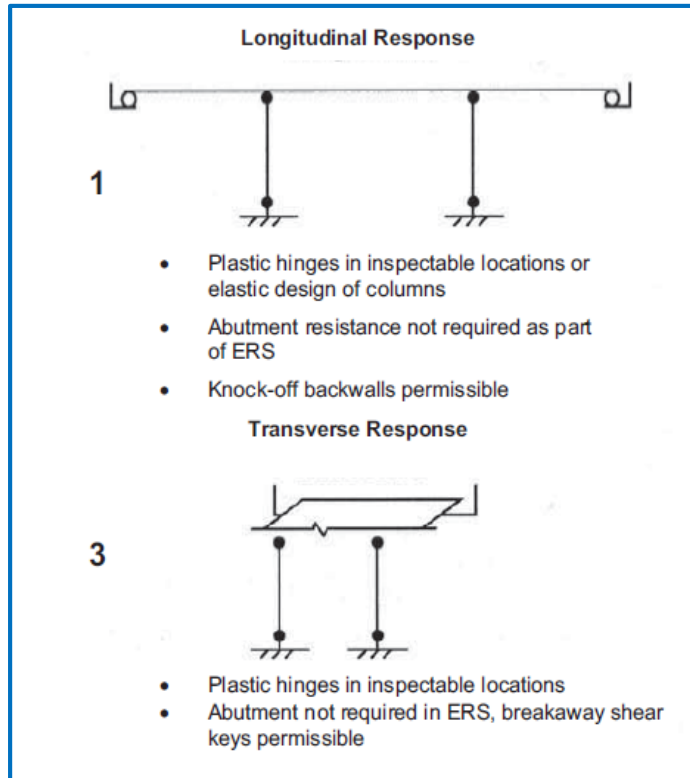 Longitudinal Response
1
• Plastic hinges in inspectable locations or
elastic design of columns
• Abutment resistance not required as part
of ERS
• Knock-off backwalls permissible
Transverse Response
3
• Plastic hinges in inspectable locations
• Abutment not required in ERS, breakaway shear
keys permissible